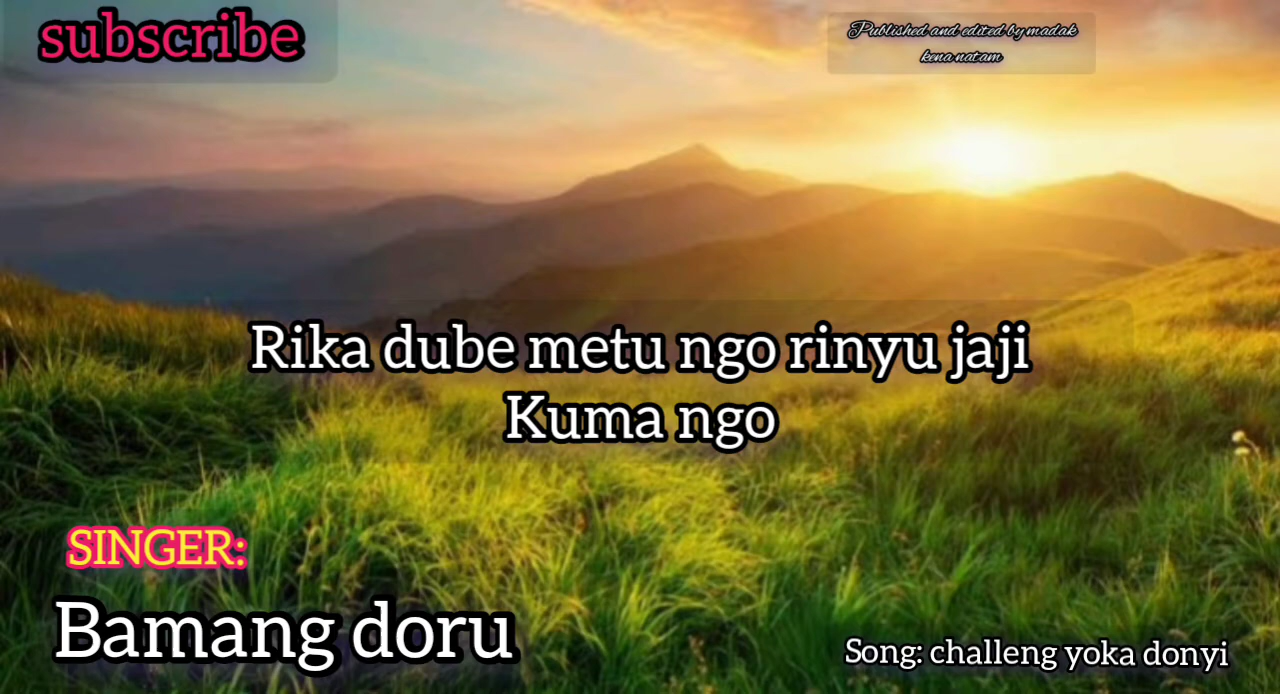 subscribe
Published and edited by madak
kena natam
Rika dube metu ngo rinyu jaji
Kuma ngo
SINGER:
Bamang doru
Song: challeng yoka donyi